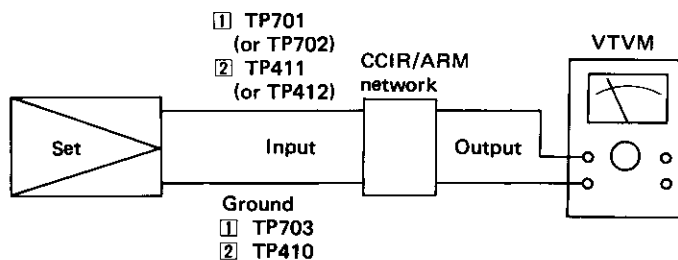 1 TP701
(or TP702)
2 TP411
(or TP412)
CCIR/ARM
network
VTVM
Set
Input
Output
Ground
1 TP703
2 TP410